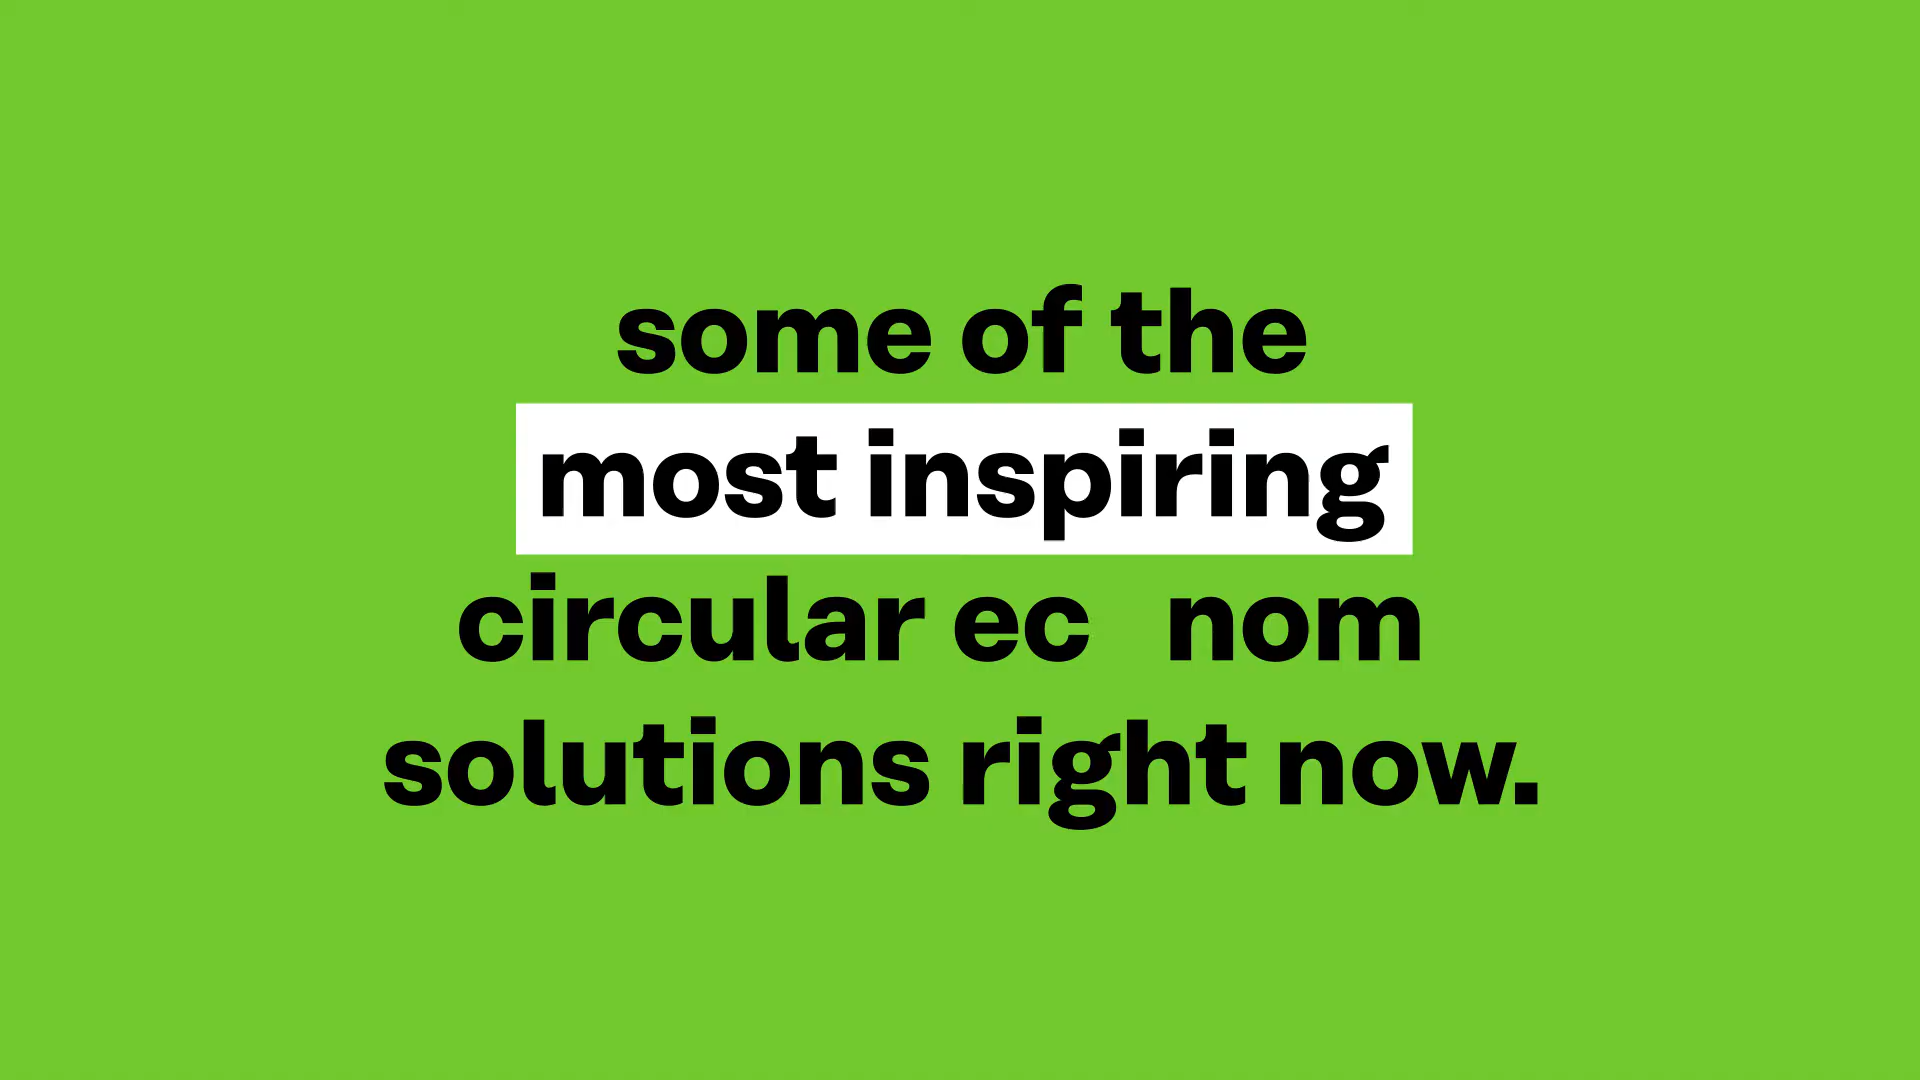 some of the
most inspiring
circular ec nom
solutions right now.